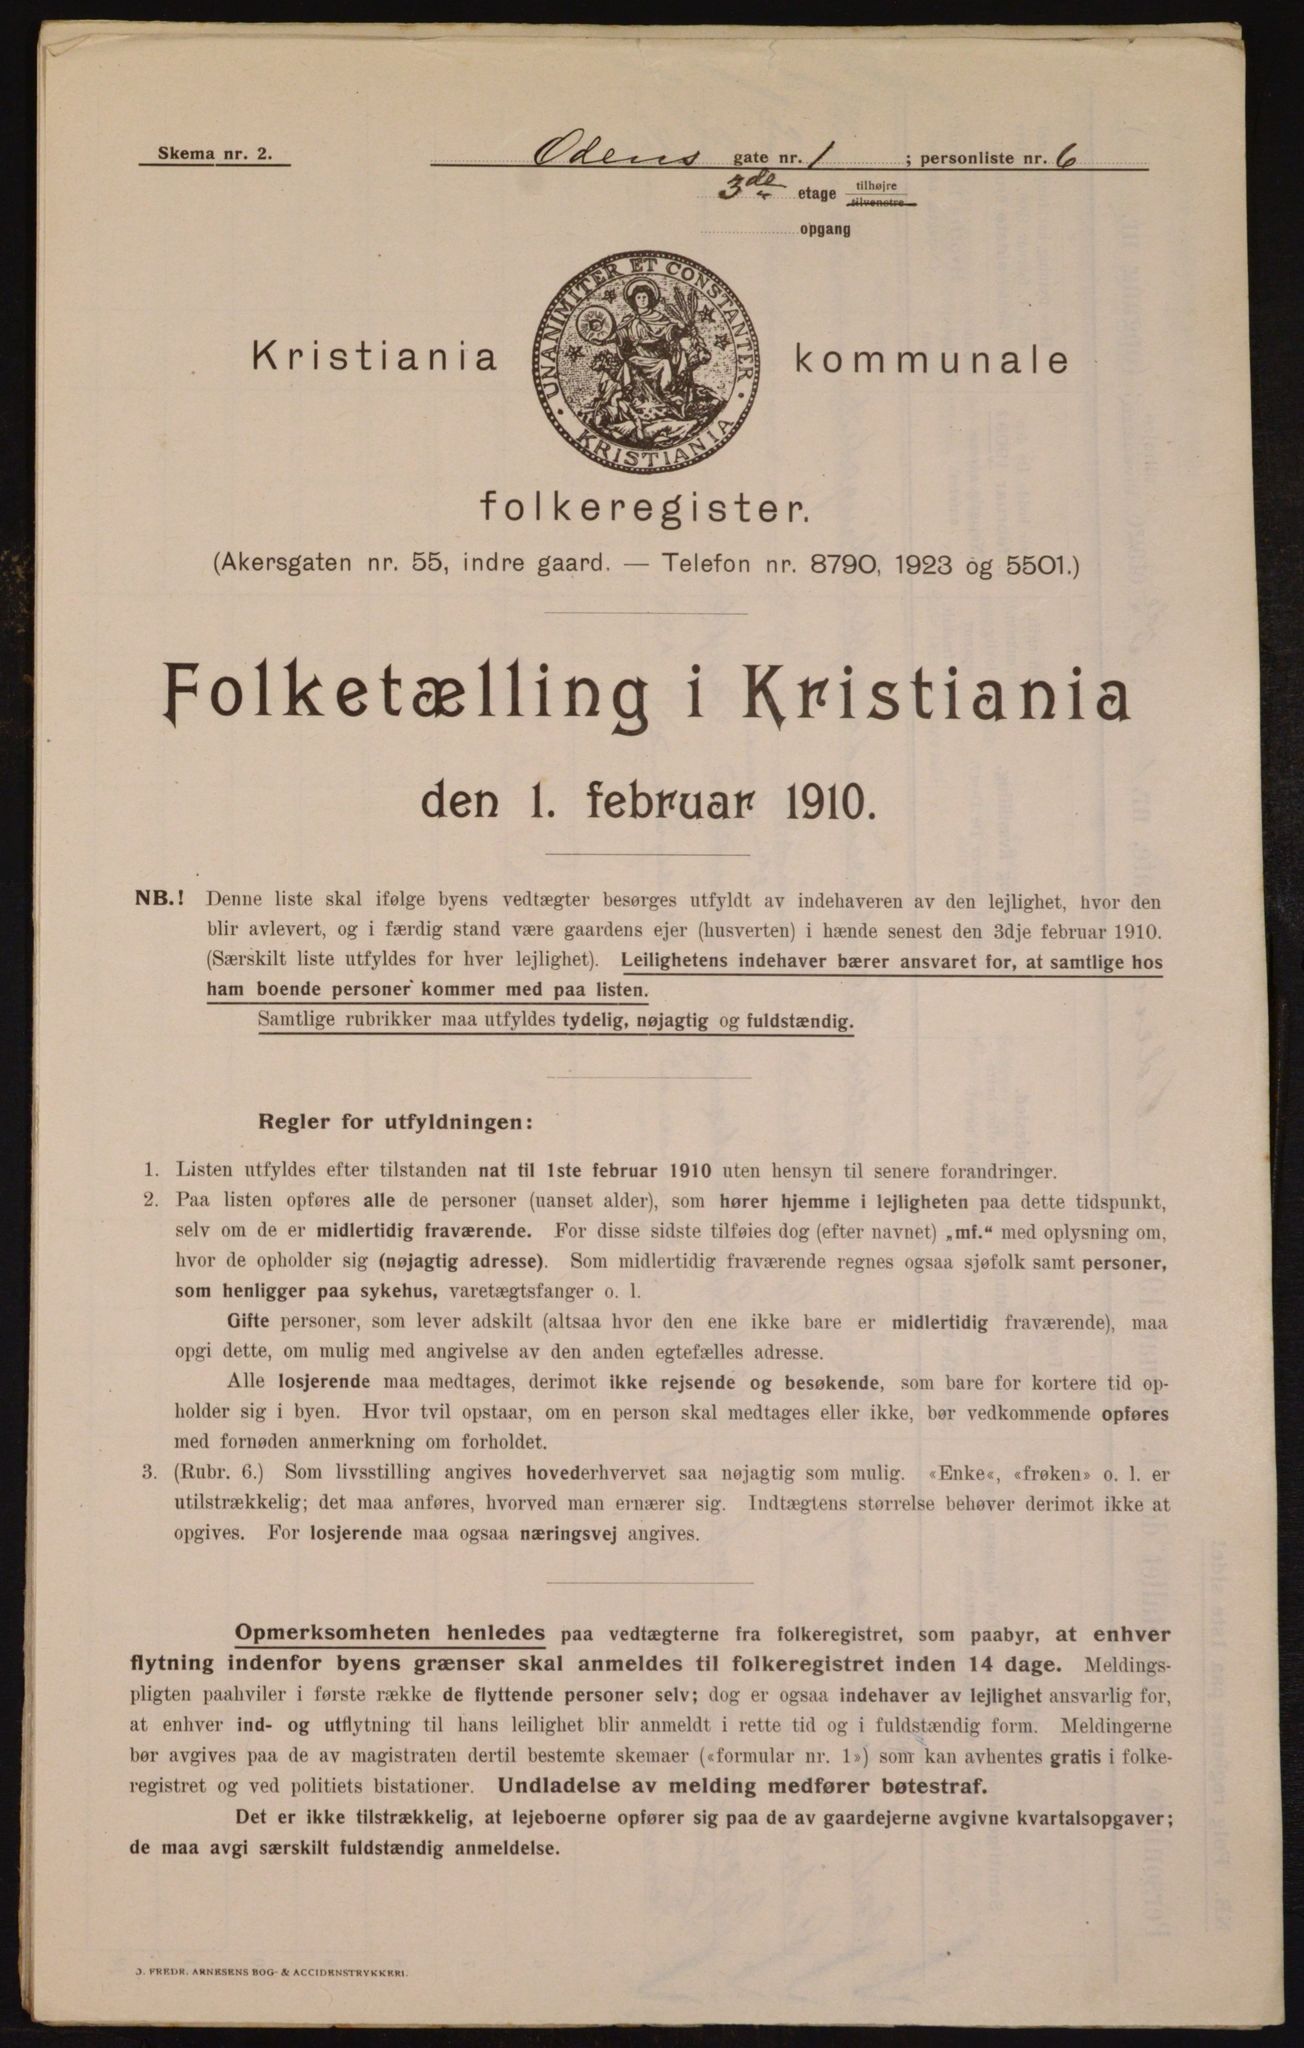 Skema nr. 2.
Odens gate nr. 1 ; personliste nr. 6
3de etage tilhøjre
tilvenstre
opgang
UNANIMITER ET CONSTANTER
KRISTIANIA
Kristiania kommunale
folkeregister.
(Akersgaten nr. 55, indre gaard. — Telefon nr. 8790, 1923 og 5501.)
Folketælling i Kristiania
den 1. februar 1910.
NB.! Denne liste skal ifølge byens vedtægter besørges utfyldt av indehaveren av den lejlighet, hvor den
blir avlevert, og i færdig stand være gaardens ejer (husverten) i hænde senest den 3dje februar 1910.
(Særskilt liste utfyldes for hver lejlighet). Leilighetens indehaver bærer ansvaret for, at samtlige hos
ham boende personer kommer med paa listen.
Samtlige rubrikker maa utfyldes tydelig, nøjagtig og fuldstændig.
Regler for utfyldningen:
1. Listen utfyldes efter tilstanden nat til 1ste februar 1910 uten hensyn til senere forandringer.
2. Paa listen opføres alle de personer (uanset alder), som hører hjemme i lejligheten paa dette tidspunkt,
selv om de er midlertidig fraværende. For disse sidste tilføies dog (efter navnet) „mf.“ med oplysning om,
hvor de opholder sig (nøjagtig adresse). Som midlertidig fraværende regnes ogsaa sjøfolk samt personer,
som henligger paa sykehus, varetægtsfanger o. l.
Gifte personer, som lever adskilt (altsaa hvor den ene ikke bare er midlertidig fraværende), maa
opgi dette, om mulig med angivelse av den anden egtefælles adresse.
Alle losjerende maa medtages, derimot ikke rejsende og besøkende, som bare for kortere tid op-
holder sig i byen. Hvor tvil opstaar, om en person skal medtages eller ikke, bør vedkommende opføres
med fornøden anmerkning om forholdet.
3. (Rubr. 6.) Som livsstilling angives hovederhvervet saa nøjagtig som mulig. «Enke«, «frøken» o. l. er
utilstrækkelig; det maa anføres, hvorved man ernærer sig. Indtægtens størrelse behøver derimot ikke at
opgives. For losjerende maa ogsaa næringsvej angives.
Opmerksomheten henledes paa vedtægterne fra folkeregistret, som paabyr, at enhver
flytning indenfor byens grænser skal anmeldes til folkeregistret inden 14 dage. Meldings-
pligten paahviler i første række de flyttende personer selv; dog er ogsaa indehaver av lejlighet ansvarlig for,
at enhver ind- og utflytning til hans leilighet blir anmeldt i rette tid og i fuldstændig form. Meldingerne
bør avgives paa de av magistraten dertil bestemte skemaer («formular nr. 1») som kan avhentes gratis i folke-
registret og ved politiets bistationer. Undladelse av melding medfører bøtestraf.
Det er ikke tilstrækkelig, at lejeboerne opfører sig paa de av gaardejerne avgivne kvartalsopgaver;
de maa avgi særskilt fuldstændig anmeldelse.
J. FREDR. ARNESENS BOG- & ACCIDENSTRYKKERI.